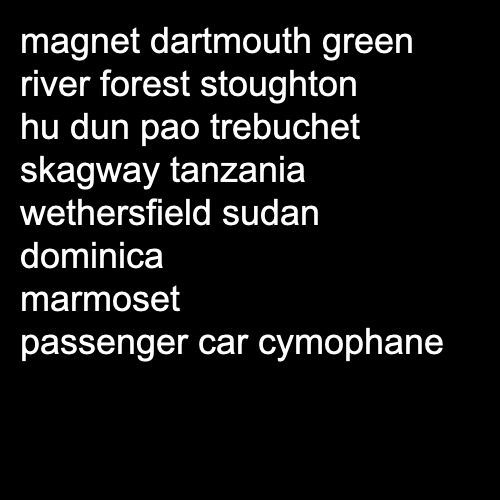 magnet dartmouth green
river forest stoughton
hu dun pao trebuchet
skagway tanzania
wethersfield sudan
dominica
marmoset
passenger car cymophane